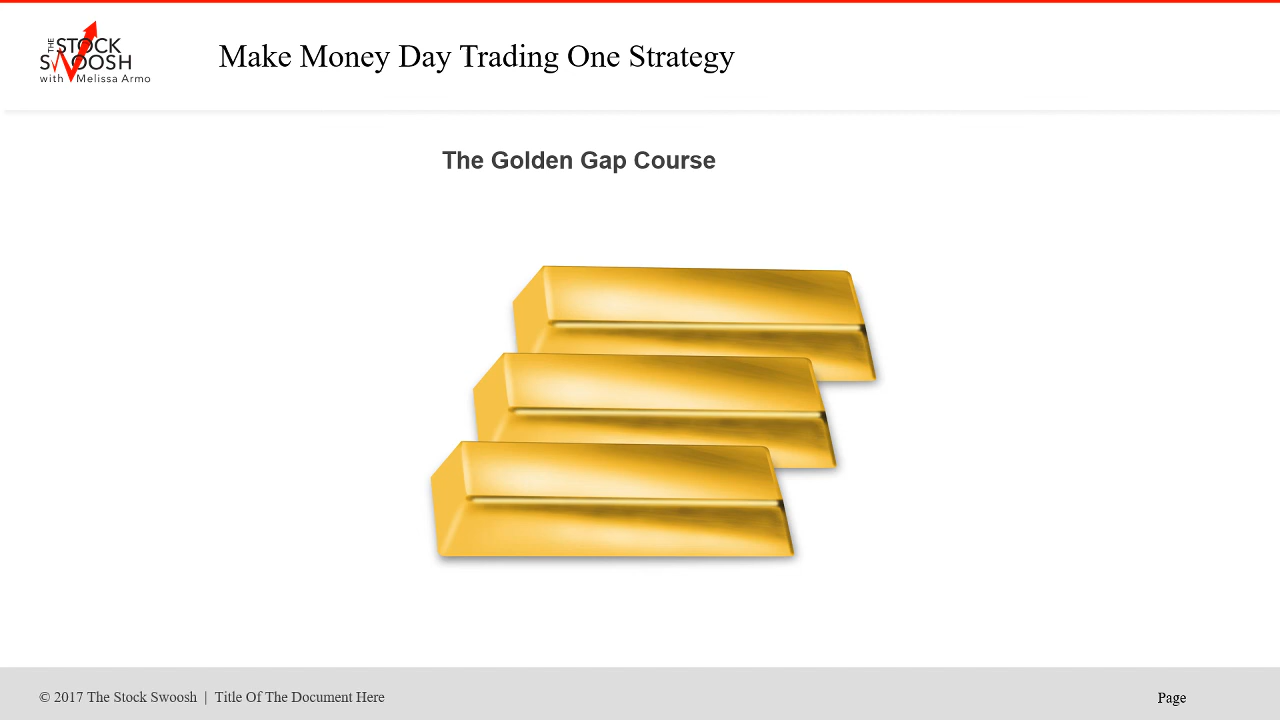 THE STOCK
SWOOSH
with Melissa Armo
Make Money Day Trading One Strategy
The Golden Gap Course
© 2017 The Stock Swoosh | Title Of The Document Here
Page